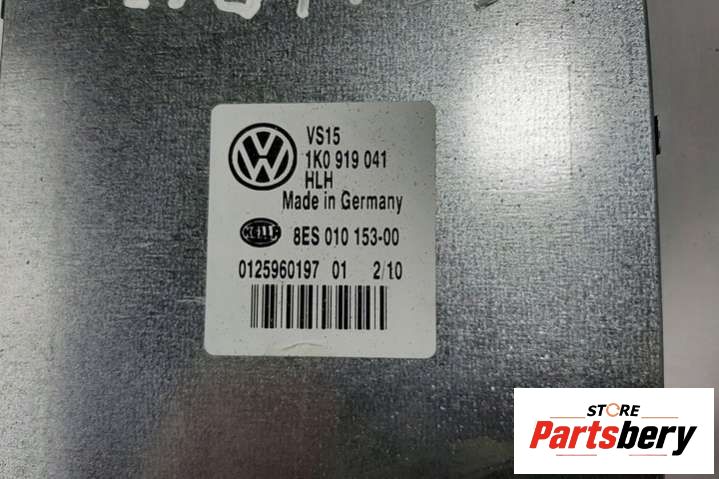 VS15
1K0 919 041
HLH
Made in Germany
HELLA 8ES 010 153-00
0125960197 01 2/10
STORE
Partsbery